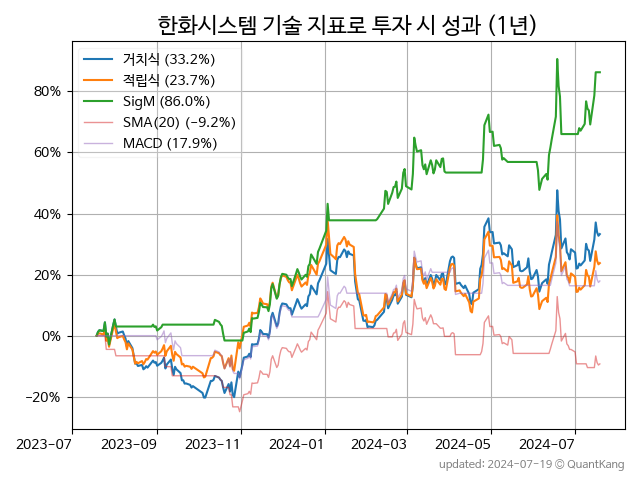 한화시스템 기술 지표로 투자 시 성과 (1년)
거치식 (33.2%)
적립식 (23.7%)
SigM (86.0%)
SMA(20) (−9.2%)
MACD (17.9%)
80%
60%
40%
20%
0%
−20%
2023-07 2023-09 2023-11 2024-01 2024-03 2024-05 2024-07
updated: 2024-07-19 @ QuantKang